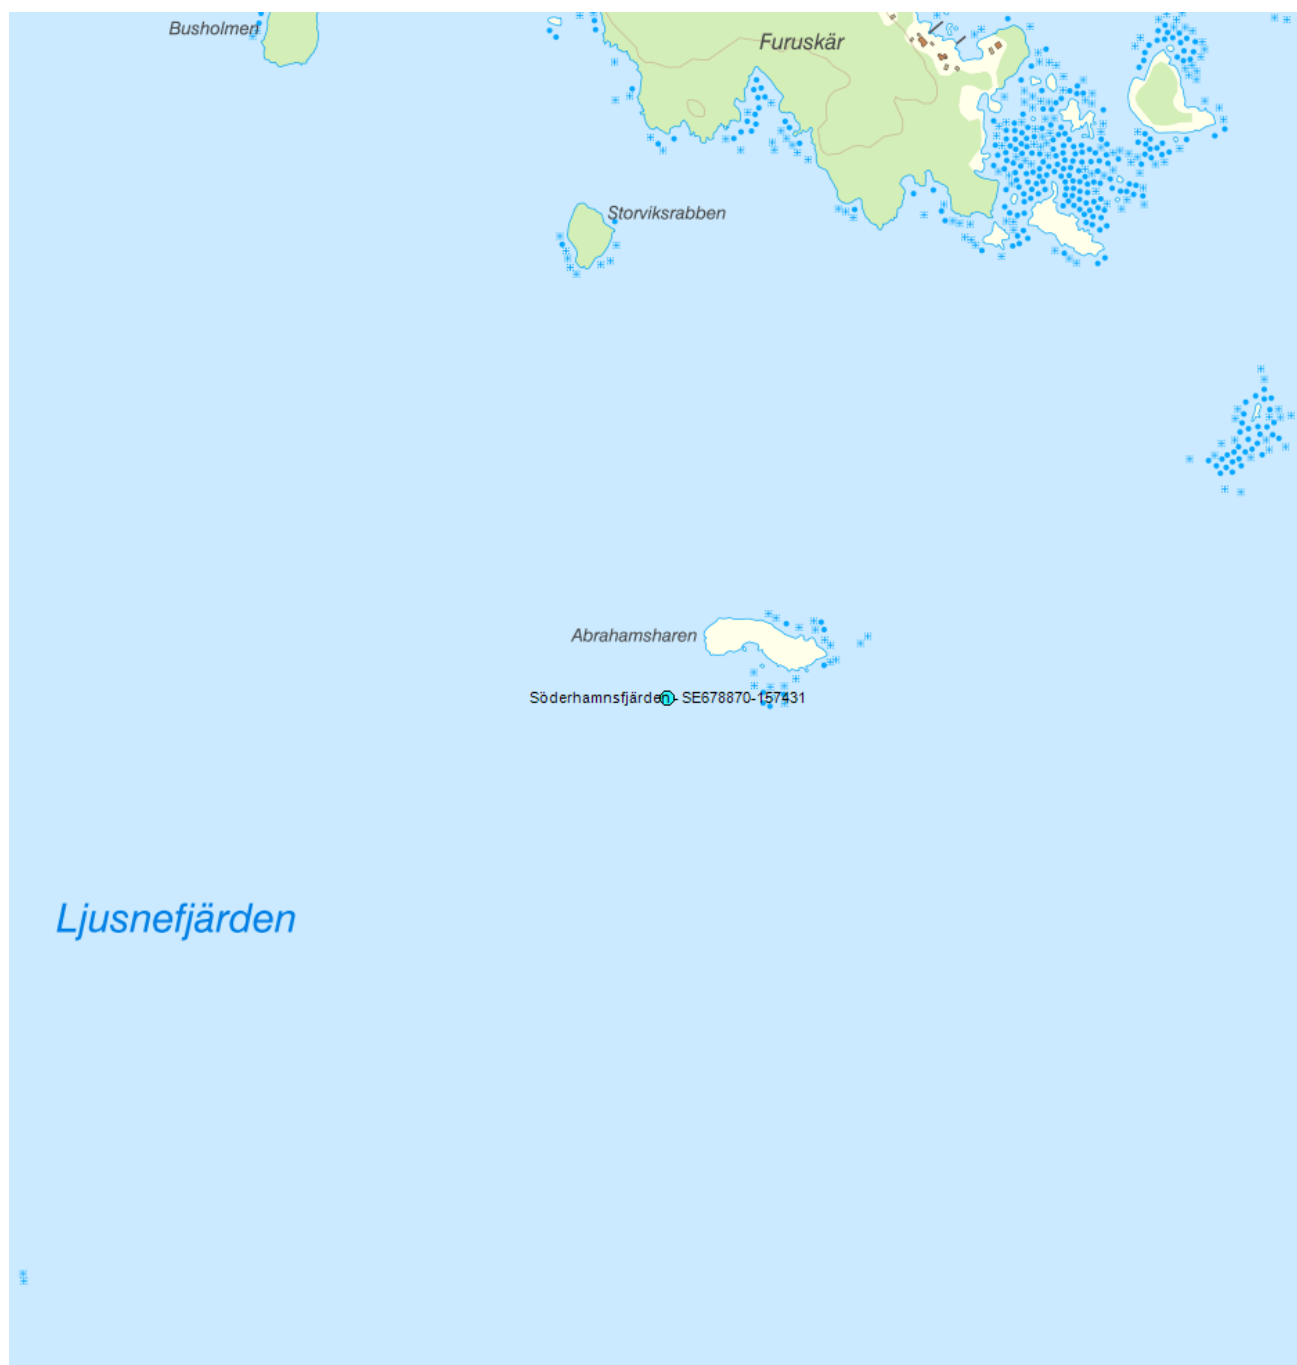 Busholmen
Furuskär
Storviksrabben
Abrahamsharen
Söderhamnsfjärden - SE678870-157431
Ljusnefjärden